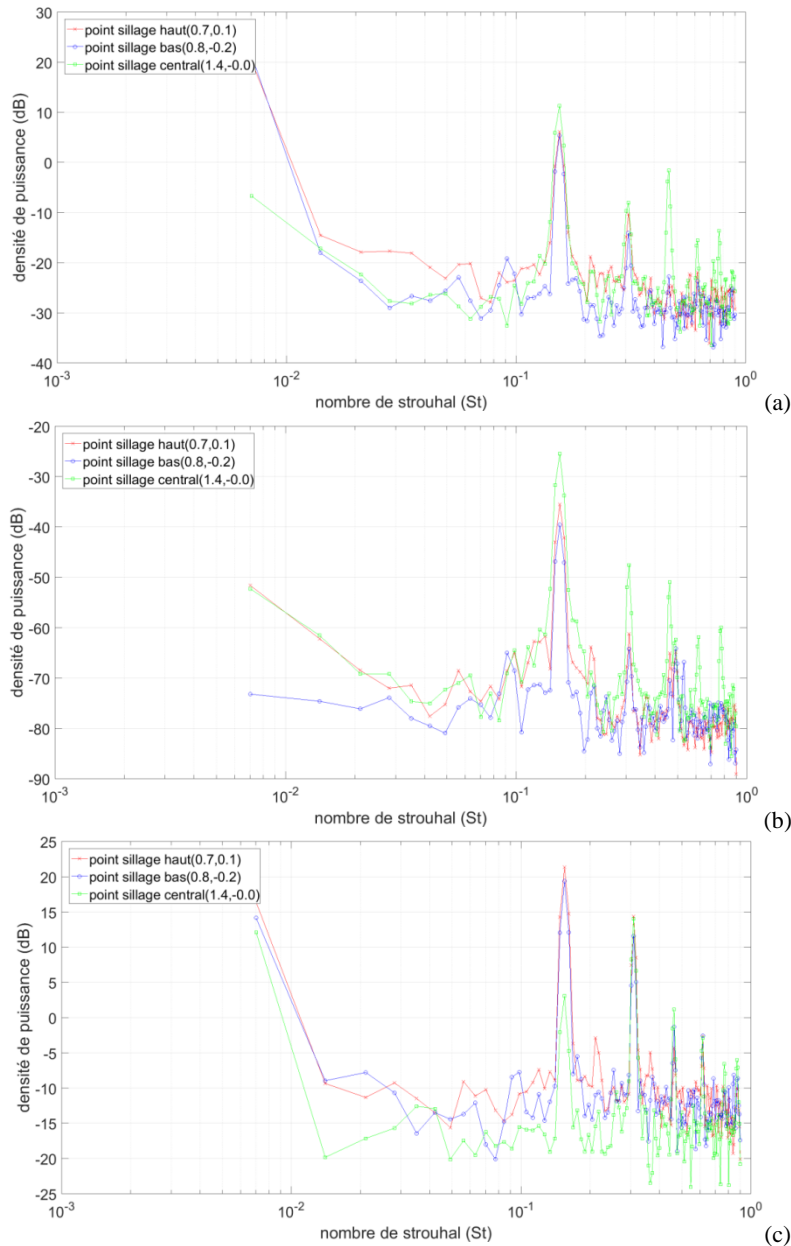 30
20
10
0
-10
-20
-30
-40
densité de puissance (dB)
point sillage haut(0.7,0.1)
point sillage bas(0.8,-0.2)
point sillage central(1.4,-0.0)
10-3
10-2
10-1
100
nombre de strouhal (St)
(a)
-20
-30
-40
-50
-60
-70
-80
-90
densité de puissance (dB)
point sillage haut(0.7,0.1)
point sillage bas(0.8,-0.2)
point sillage central(1.4,-0.0)
10-3
10-2
10-1
100
nombre de strouhal (St)
(b)
25
20
15
10
5
0
-5
-10
-15
-20
-25
densité de puissance (dB)
point sillage haut(0.7,0.1)
point sillage bas(0.8,-0.2)
point sillage central(1.4,-0.0)
10-3
10-2
10-1
100
nombre de strouhal (St)
(c)